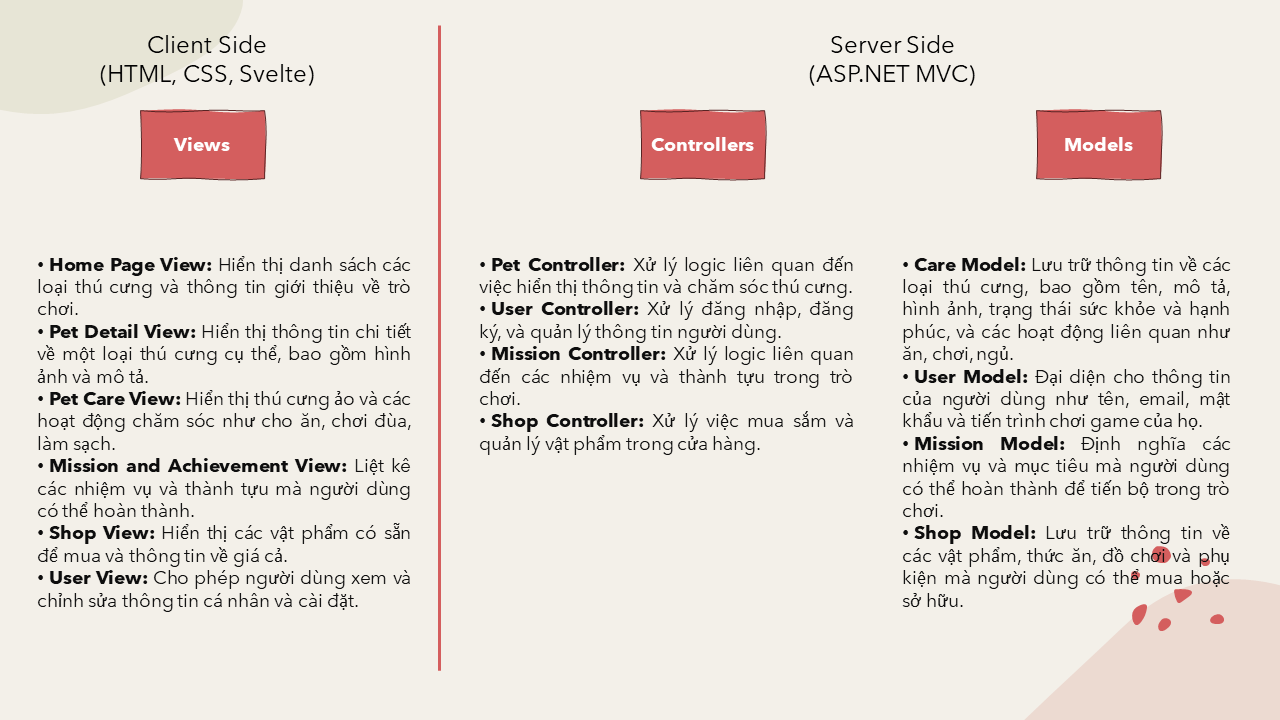 Client Side
(HTML, CSS, Svelte)
Views
• Home Page View: Hiển thị danh sách các
loại thú cưng và thông tin giới thiệu về trò
chơi.
• Pet Detail View: Hiển thị thông tin chi tiết
về một loại thú cưng cụ thể, bao gồm hình
ảnh và mô tả.
• Pet Care View: Hiển thị thú cưng ảo và các
hoạt động chăm sóc như cho ăn, chơi đùa,
làm sạch.
• Mission and Achievement View: Liệt kê
các nhiệm vụ và thành tựu mà người dùng
có thể hoàn thành.
• Shop View: Hiển thị các vật phẩm có sẵn
để mua và thông tin về giá cả.
• User View: Cho phép người dùng xem và
chỉnh sửa thông tin cá nhân và cài đặt.
Server Side
(ASP.NET MVC)
Controllers
• Pet Controller: Xử lý logic liên quan đến
việc hiển thị thông tin và chăm sóc thú cưng.
• User Controller: Xử lý đăng nhập, đăng
ký, và quản lý thông tin người dùng.
• Mission Controller: Xử lý logic liên quan
đến các nhiệm vụ và thành tựu trong trò
chơi.
• Shop Controller: Xử lý việc mua sắm và
quản lý vật phẩm trong cửa hàng.
Models
• Care Model: Lưu trữ thông tin về các
loại thú cưng, bao gồm tên, mô tả,
hình ảnh, trạng thái sức khỏe và hạnh
phúc, và các hoạt động liên quan như
ăn, chơi, ngủ.
• User Model: Đại diện cho thông tin
của người dùng như tên, email, mật
khẩu và tiến trình chơi game của họ.
• Mission Model: Định nghĩa các
nhiệm vụ và mục tiêu mà người dùng
có thể hoàn thành để tiến bộ trong trò
chơi.
• Shop Model: Lưu trữ thông tin về
các vật phẩm, thức ăn, đồ chơi và phụ
kiện mà người dùng có thể mua hoặc
sở hữu.